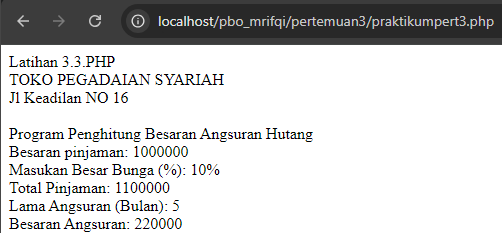 localhost/pbo_mrifqi/pertemuan3/praktikumpert3.php
Latihan 3.3.PHP
TOKO PEGADAIAN SYARIAH
Jl Keadilan NO 16
Program Penghitung Besaran Angsuran Hutang
Besaran pinjaman: 1000000
Masukan Besar Bunga (%): 10%
Total Pinjaman: 1100000
Lama Angsuran (Bulan): 5
Besaran Angsuran: 220000